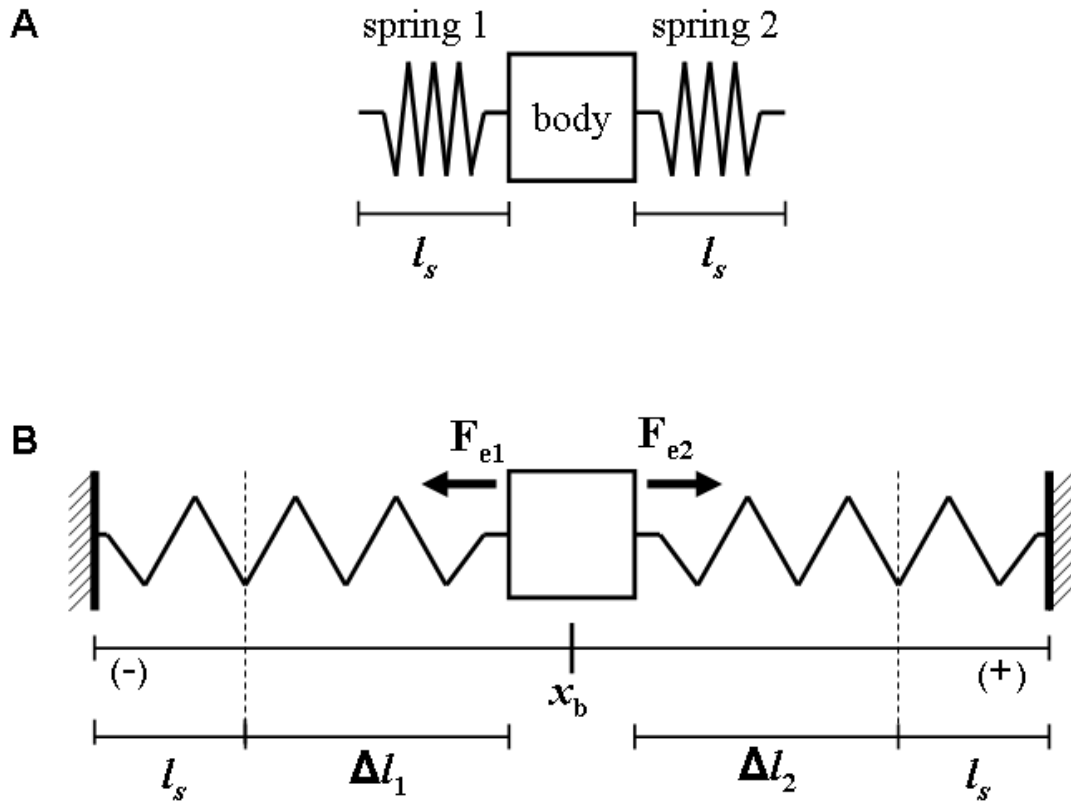 A
spring 1 spring 2
body
l_s l_s
B
F_e1 F_e2
(-) (+)
x_b
l_s Δl_1 Δl_2 l_s